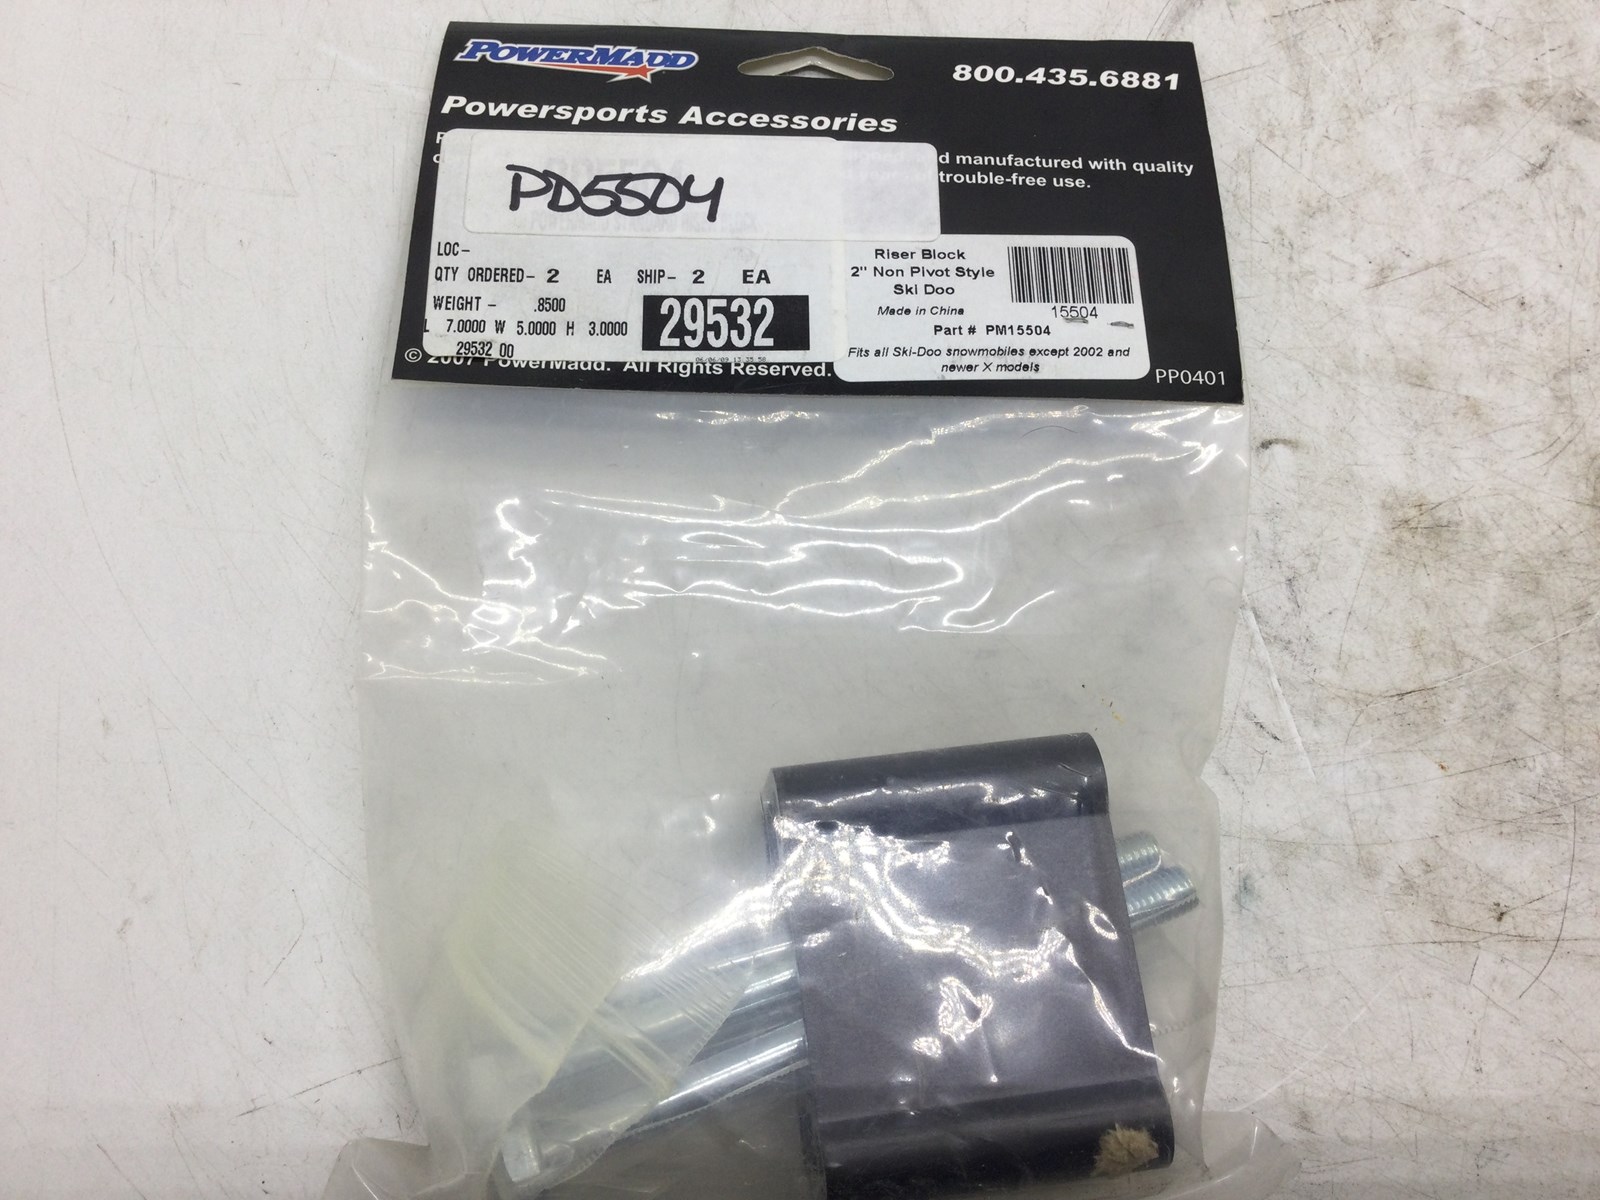 POWERMADD
800.435.6881
Powersports Accessories
d manufactured with quality
trouble-free use.
PD5504
LOC-
QTY ORDERED- 2 EA SHIP- 2 EA
WEIGHT - .8500
L 7.0000 W 5.0000 H 3.0000
29532
29532 00
© 2007 PowerMadd. All Rights Reserved.
Riser Block
2" Non Pivot Style
Ski Doo
Made in China
15504
Part # PM15504
Fits all Ski-Doo snowmobiles except 2002 and
newer X models
PP0401